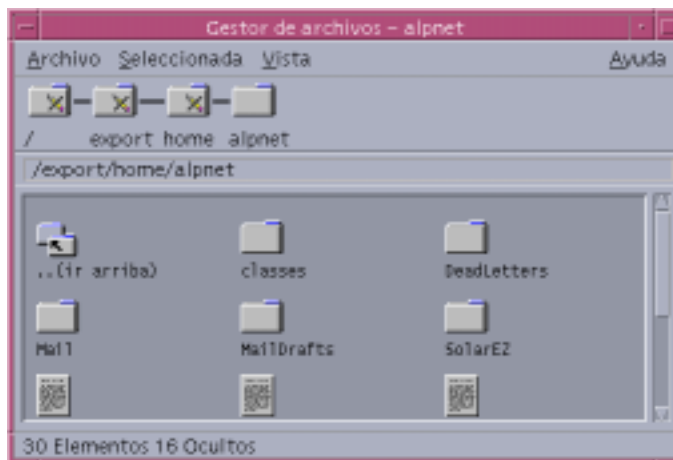 Gestor de archivos - alpnet
Archivo Seleccionada Vista Ayuda
/ export home alpnet
/export/home/alpnet
..(ir arriba) classes DeadLetters
Mail MailDrafts SolarEZ
30 Elementos 16 Ocultos